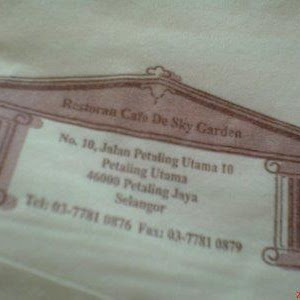 Restoran Cafe De Sky Garden
No. 10, Jalan Petaling Utama 10
Petaling Utama
46000 Petaling Jaya
Selangor
Tel: 03-7781 0876 Fax: 03-7781 0879